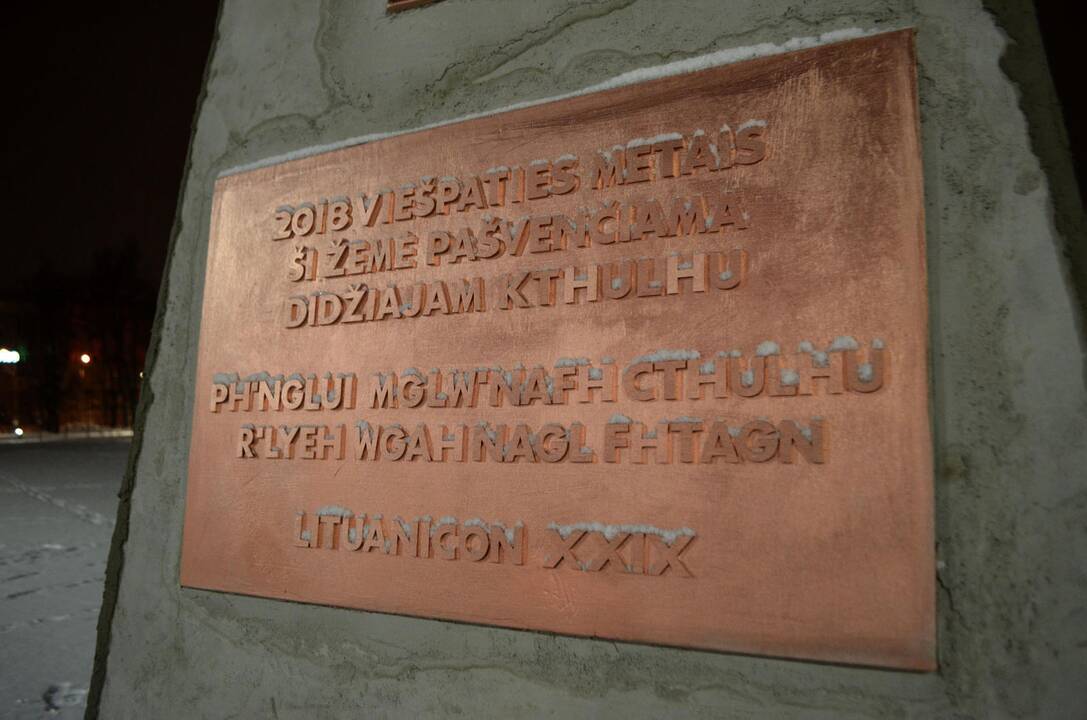 2018 VIEŠPATIES METAIS
ŠI ŽEMĖ PAŠVENČIAMA
DIDŽIAJAM KTHULHU
PH'NGLUI MGLW'NAFH CTHULHU
R'LYEH WGAH'NAGL FHTAGN
LITUANICON XXIX